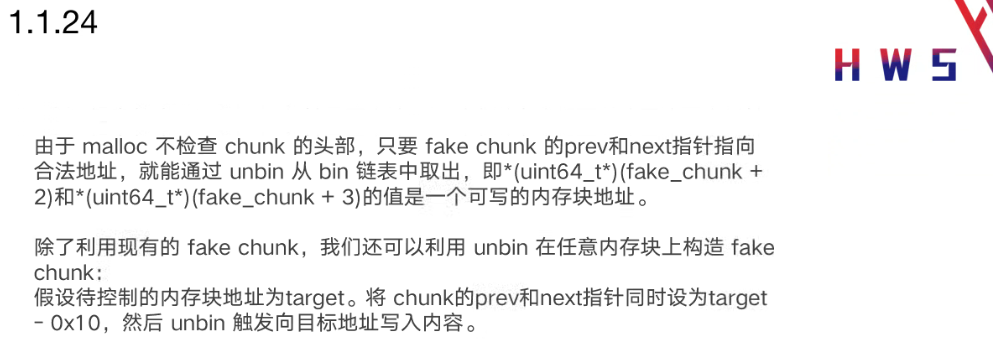 1.1.24
HWS
由于 malloc 不检查 chunk 的头部，只要 fake chunk 的prev和next指针指向
合法地址，就能通过 unbin 从 bin 链表中取出，即*(uint64_t*)(fake_chunk +
2)和*(uint64_t*)(fake_chunk + 3)的值是一个可写的内存块地址。
除了利用现有的 fake chunk，我们还可以利用 unbin 在任意内存块上构造 fake
chunk：
假设待控制的内存块地址为target。将 chunk的prev和next指针同时设为target
- 0x10，然后 unbin 触发向目标地址写入内容。